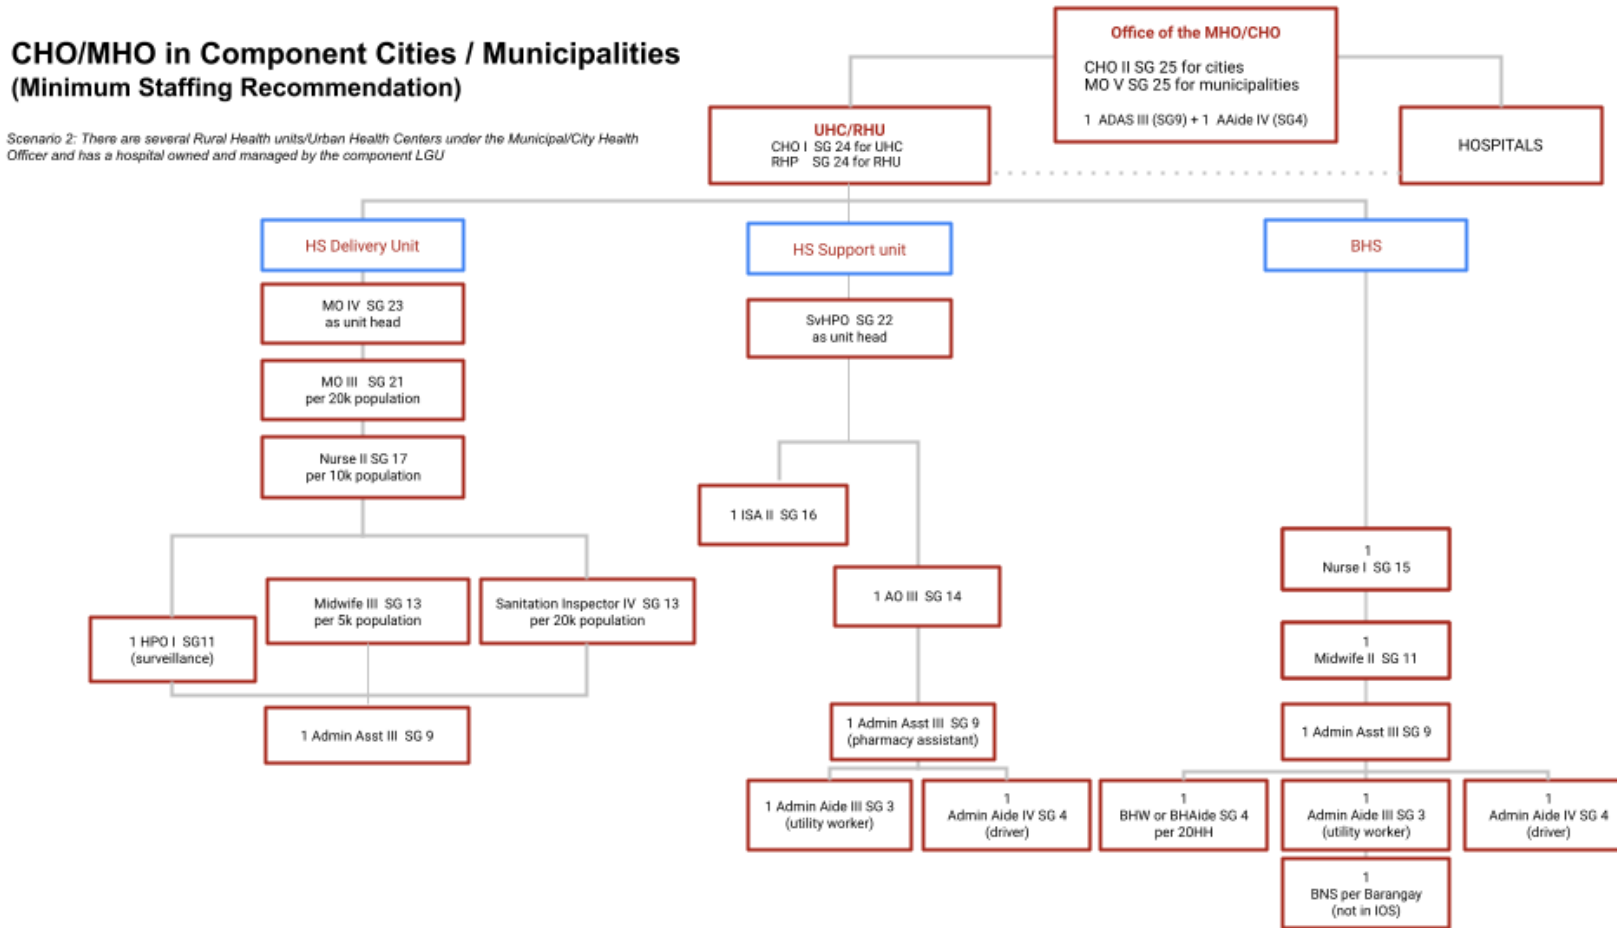 CHO/MHO in Component Cities / Municipalities
(Minimum Staffing Recommendation)
Scenario 2: There are several Rural Health units/Urban Health Centers under the Municipal/City Health
Officer and has a hospital owned and managed by the component LGU
Office of the MHO/CHO
CHO II SG 25 for cities
MO V SG 25 for municipalities
1 ADAS III (SG9) + 1 AAide IV (SG4)
UHC/RHU
CHO I SG 24 for UHC
RHP SG 24 for RHU
HOSPITALS
HS Delivery Unit
HS Support unit
BHS
MO IV SG 23
as unit head
MO III SG 21
per 20k population
Nurse II SG 17
per 10k population
1 HPO I SG11
(surveillance)
Midwife III SG 13
per 5k population
Sanitation Inspector IV SG 13
per 20k population
1 Admin Asst III SG 9
SvHPO SG 22
as unit head
1 ISA II SG 16
1 AO III SG 14
1 Admin Asst III SG 9
(pharmacy assistant)
1 Admin Aide III SG 3
(utility worker)
1
Admin Aide IV SG 4
(driver)
1
Nurse I SG 15
1
Midwife II SG 11
1 Admin Asst III SG 9
1
BHW or BHAide SG 4
per 20HH
1
Admin Aide III SG 3
(utility worker)
1
Admin Aide IV SG 4
(driver)
1
BNS per Barangay
(not in IOS)